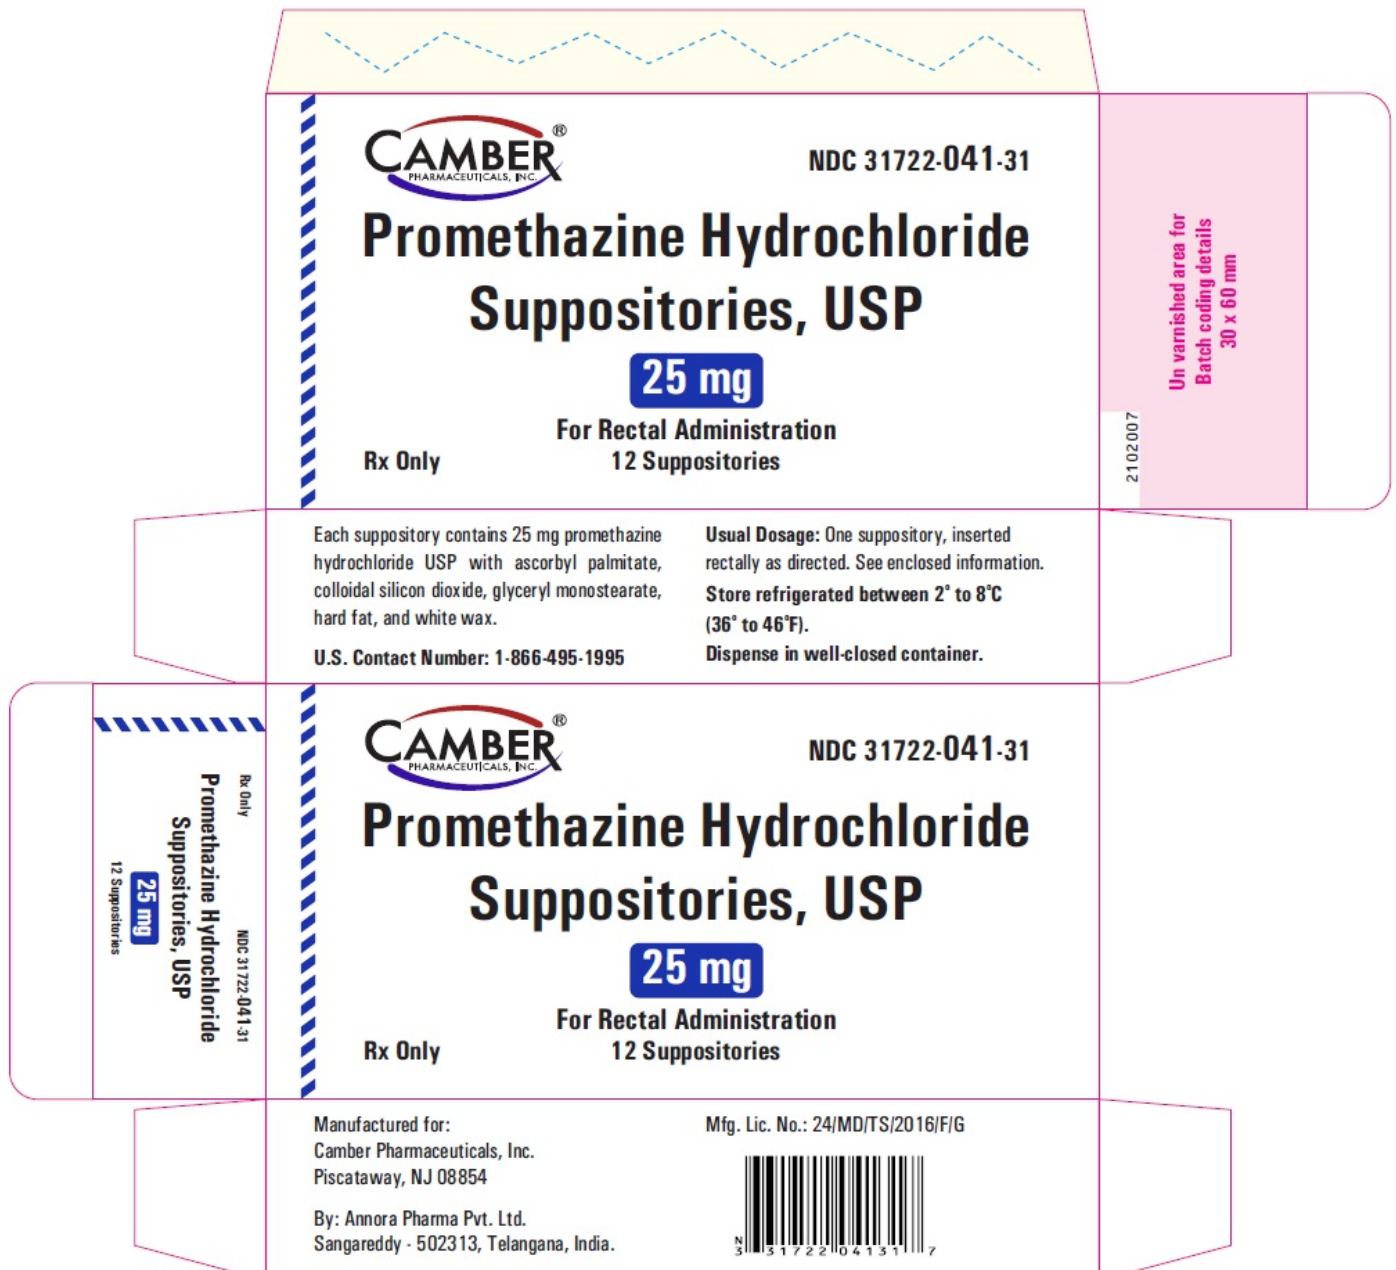 CAMBER®
PHARMACEUTICALS, INC.
NDC 31722-041-31
Promethazine Hydrochloride
Suppositories, USP
25 mg
For Rectal Administration
Rx Only 12 Suppositories
Un varnished area for
Batch coding details
30 x 60 mm
2102007
Each suppository contains 25 mg promethazine
hydrochloride USP with ascorbyl palmitate,
colloidal silicon dioxide, glyceryl monostearate,
hard fat, and white wax.
U.S. Contact Number: 1-866-495-1995
Usual Dosage: One suppository, inserted
rectally as directed. See enclosed information.
Store refrigerated between 2° to 8°C
(36° to 46°F).
Dispense in well-closed container.
Rx Only NDC 31722-041-31
Promethazine Hydrochloride
Suppositories, USP
25 mg
12 Suppositories
CAMBER®
PHARMACEUTICALS, INC.
NDC 31722-041-31
Promethazine Hydrochloride
Suppositories, USP
25 mg
For Rectal Administration
Rx Only 12 Suppositories
Manufactured for:
Camber Pharmaceuticals, Inc.
Piscataway, NJ 08854
By: Annora Pharma Pvt. Ltd.
Sangareddy - 502313, Telangana, India.
Mfg. Lic. No.: 24/MD/TS/2016/F/G
N
3 31722 04131 7